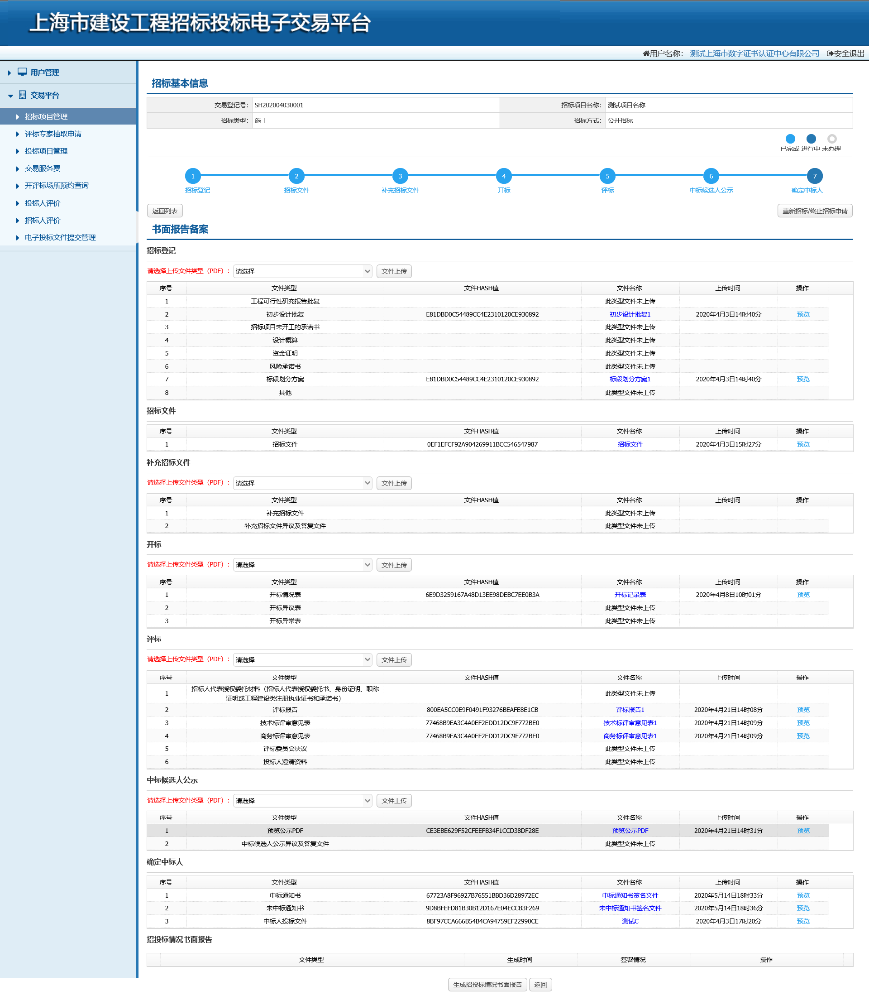 上海市建设工程招标投标电子交易平台
用户名称： 测试上海市数字证书认证中心有限公司 安全退出
用户管理
交易平台
招标项目管理
评标专家抽取申请
投标项目管理
交易服务费
开评标场所预约查询
投标人评价
招标人评价
电子投标文件提交管理
招标基本信息
交易登记号： SH202004030001 招标项目名称： 测试项目名称
招标类型： 施工 招标方式： 公开招标
已完成 进行中 未办理
1 2 3 4 5 6 7
招标登记 招标文件 补充招标文件 开标 评标 中标候选人公示 确定中标人
返回列表 重新招标/终止招标申请
书面报告备案
招标登记
请选择上传文件类型（PDF）： 请选择 文件上传
序号 文件类型 文件HASH值 文件名称 上传时间 操作
1 工程可行性研究报告批复 此类型文件未上传
2 初步设计批复 E81DBD0C54489CC4E2310120CE930892 初步设计批复1 2020年4月3日14时40分 预览
3 招标项目未开工的承诺书 此类型文件未上传
4 设计概算 此类型文件未上传
5 资金证明 此类型文件未上传
6 风险承诺书 此类型文件未上传
7 标段划分方案 E81DBD0C54489CC4E2310120CE930892 标段划分方案1 2020年4月3日14时40分 预览
8 其他 此类型文件未上传
招标文件
序号 文件类型 文件HASH值 文件名称 上传时间 操作
1 招标文件 0EF1EFCF92A904269911BCC546547987 招标文件 2020年4月3日15时27分 预览
补充招标文件
请选择上传文件类型（PDF）： 请选择 文件上传
序号 文件类型 文件HASH值 文件名称 上传时间 操作
1 补充招标文件 此类型文件未上传
2 补充招标文件异议及答复文件 此类型文件未上传
开标
请选择上传文件类型（PDF）： 请选择 文件上传
序号 文件类型 文件HASH值 文件名称 上传时间 操作
1 开标情况表 6E9D3259167A48D13EE98DEBC7EE0B3A 开标记录表 2020年4月8日10时01分 预览
2 开标异议表 此类型文件未上传
3 开标异常表 此类型文件未上传
评标
请选择上传文件类型（PDF）： 请选择 文件上传
序号 文件类型 文件HASH值 文件名称 上传时间 操作
1 招标人代表授权委托材料（招标人代表授权委托书、身份证明、职称 此类型文件未上传
证明或工程建设类注册执业证书和承诺书）
2 评标报告 800EA5CC0E9F0491F93276BEAFE8E1CB 评标报告1 2020年4月21日14时08分 预览
3 技术标评审意见表 77468B9EA3C4A0EF2EDD12DC9F772BE0 技术标评审意见表1 2020年4月21日14时09分 预览
4 商务标评审意见表 77468B9EA3C4A0EF2EDD12DC9F772BE0 商务标评审意见表1 2020年4月21日14时09分 预览
5 评标委员会决议 此类型文件未上传
6 投标人澄清资料 此类型文件未上传
中标候选人公示
请选择上传文件类型（PDF）： 请选择 文件上传
序号 文件类型 文件HASH值 文件名称 上传时间 操作
1 预览公示PDF CE3EBE629F52CFEEFB34F1CCD38DF28E 预览公示PDF 2020年4月21日14时31分 预览
2 中标候选人公示异议及答复文件 此类型文件未上传
确定中标人
序号 文件类型 文件HASH值 文件名称 上传时间 操作
1 中标通知书 67723A8F96927B76551BBD36D28972EC 中标通知书签名文件 2020年5月14日18时33分 预览
2 未中标通知书 9D8BFEFD81B30B12D167E04ECCB3F269 未中标通知书签名文件 2020年5月14日18时36分 预览
3 中标人投标文件 8BF97CCA666B54B4CA94759EF22990CE 测试C 2020年4月3日17时20分 预览
招投标情况书面报告
文件类型 生成时间 签署情况 操作
生成招投标情况书面报告 返回